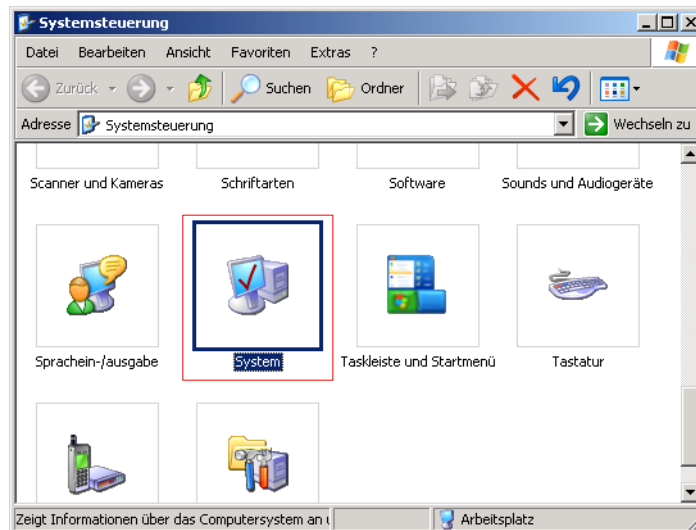 Systemsteuerung
Datei Bearbeiten Ansicht Favoriten Extras ?
Zurück Suchen Ordner
Adresse Systemsteuerung Wechseln zu
Scanner und Kameras Schriftarten Software Sounds und Audiogeräte
Sprachein-/ausgabe System Taskleiste und Startmenü Tastatur
Zeigt Informationen über das Computersystem an Arbeitsplatz